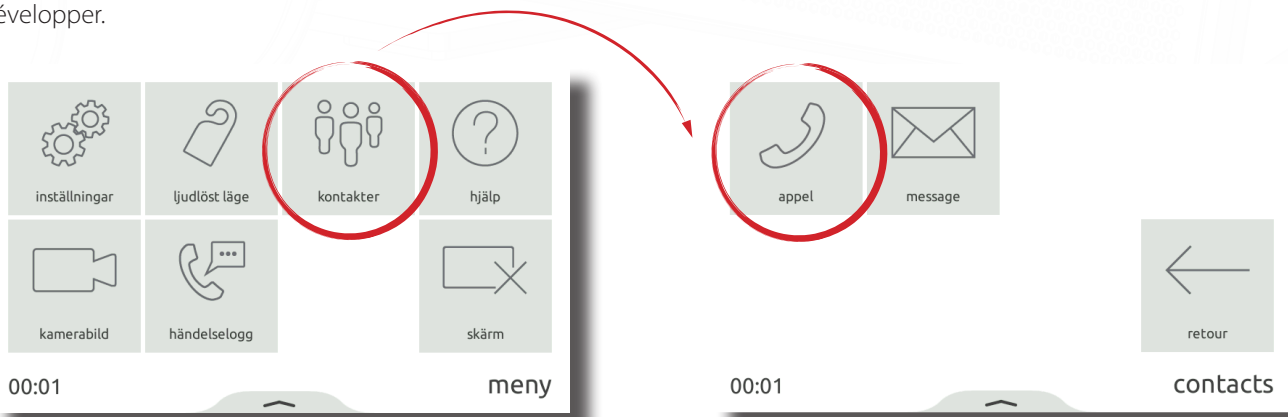 évelopper.
inställningar ljudlöst läge kontakter hjälp
kamerabild händelselogg skärm
00:01 meny
appel message
retour
00:01 contacts